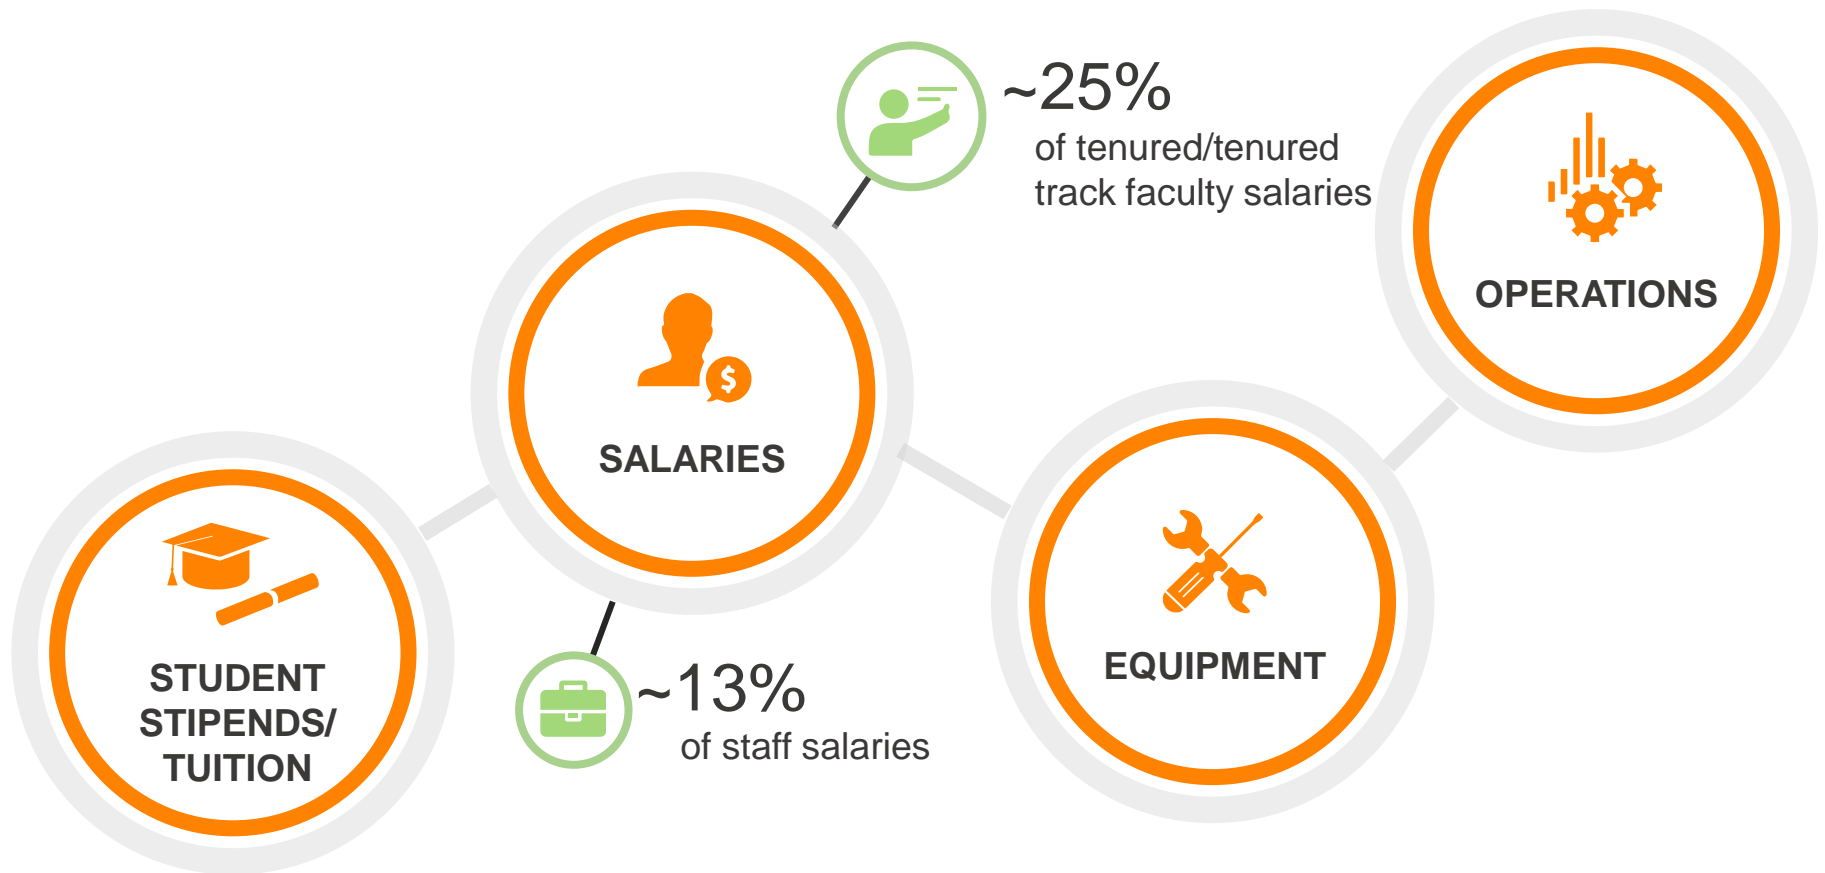 ~25%
of tenured/tenured
track faculty salaries
OPERATIONS
$
SALARIES
STUDENT
STIPENDS/
TUITION
~13%
of staff salaries
EQUIPMENT